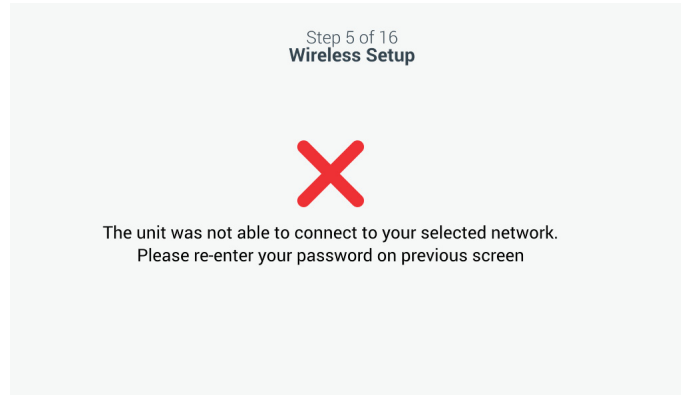 Step 5 of 16
Wireless Setup
The unit was not able to connect to your selected network.
Please re-enter your password on previous screen